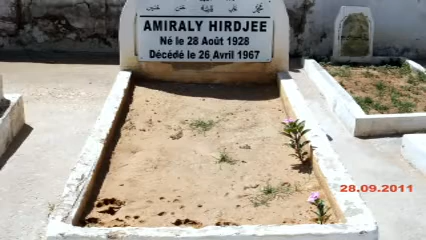 AMIRALY HIRDJEE
Né le 28 Août 1928
Décédé le 26 Avril 1967
28.09.2011